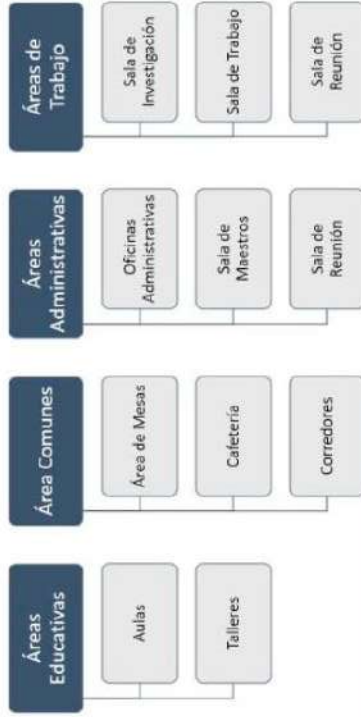 Áreas
Educativas
Aulas
Talleres
Área Comunes
Área de Mesas
Cafetería
Corredores
Áreas
Administrativas
Oficinas
Administrativas
Sala de
Maestros
Sala de
Reunión
Áreas de
Trabajo
Sala de
Investigación
Sala de Trabajo
Sala de
Reunión